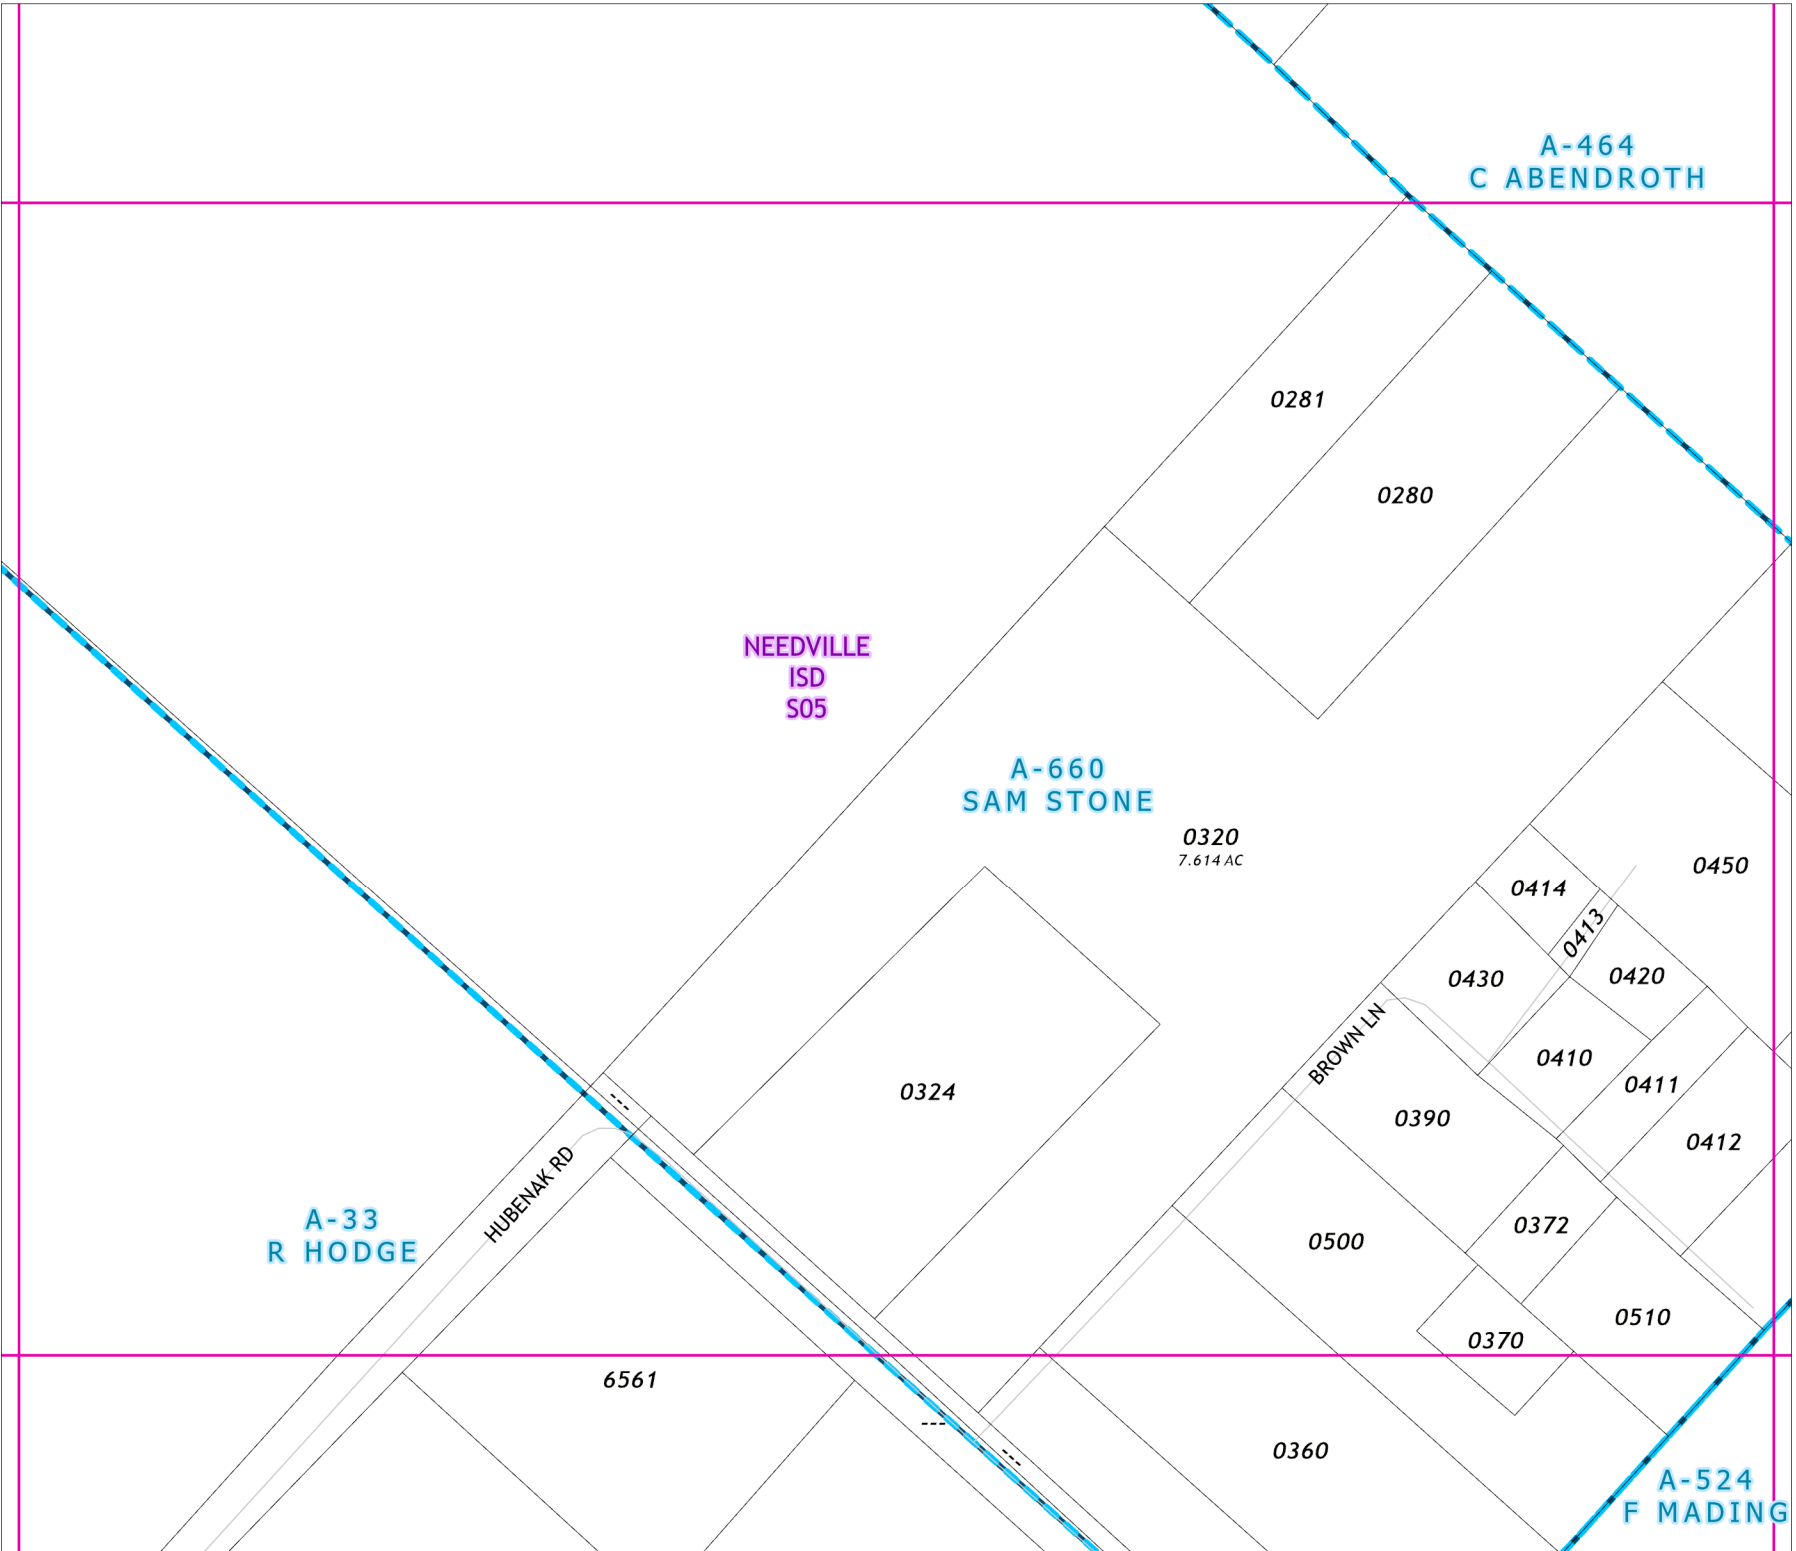 A-464
C ABENDROTH
0281
0280
NEEDVILLE
ISD
S05
A-660
SAM STONE
0320
7.614 AC
0450
0414
0413
0430
0420
BROWN LN
0410
0411
0324
0390
0412
HUBENAK RD
A-33
R HODGE
0500
0372
0510
0370
6561
0360
A-524
F MADING